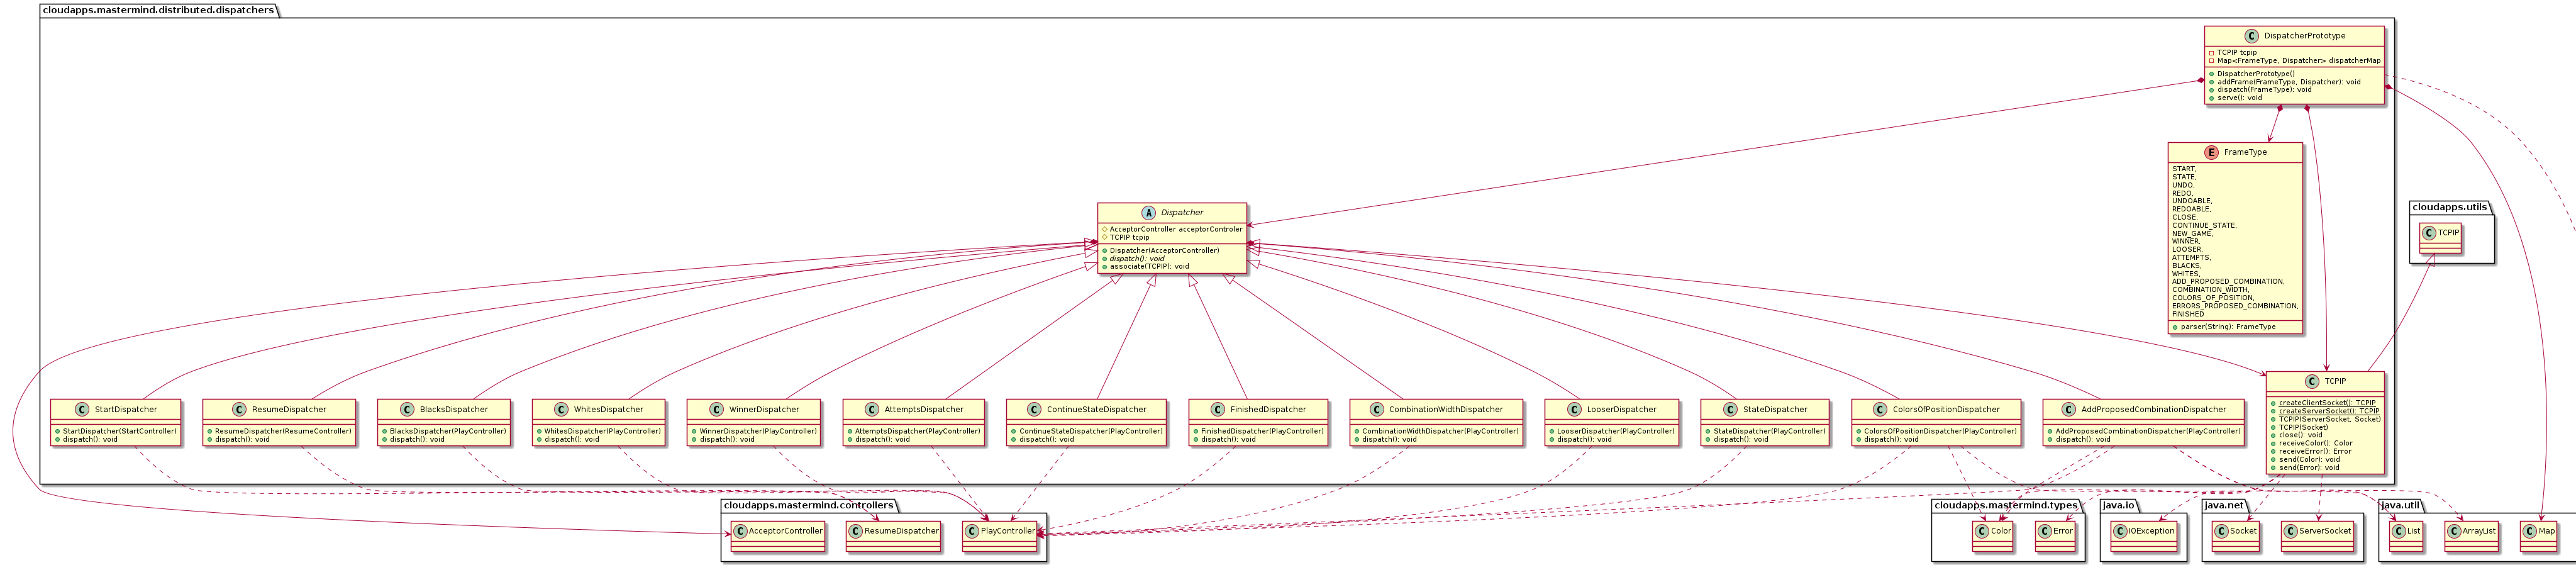 cloudapps.mastermind.distributed.dispatchers
C DispatcherPrototype
TCPIP tcpip
Map<FrameType, Dispatcher> dispatcherMap
DispatcherPrototype()
addFrame(FrameType, Dispatcher): void
dispatch(FrameType): void
serve(): void
E FrameType
START,
STATE,
UNDO,
REDO,
UNDOABLE,
REDOABLE,
CLOSE,
CONTINUE_STATE,
NEW_GAME,
WINNER,
LOOSER,
ATTEMPTS,
BLACKS,
WHITES,
ADD_PROPOSED_COMBINATION,
COMBINATION_WIDTH,
COLORS_OF_POSITION,
ERRORS_PROPOSED_COMBINATION,
FINISHED
parser(String): FrameType
A Dispatcher
AcceptorController acceptorControler
TCPIP tcpip
Dispatcher(AcceptorController)
dispatch(): void
associate(TCPIP): void
cloudapps.utils
C TCPIP
C StartDispatcher
StartDispatcher(StartController)
dispatch(): void
C ResumeDispatcher
ResumeDispatcher(ResumeController)
dispatch(): void
C BlacksDispatcher
BlacksDispatcher(PlayController)
dispatch(): void
C WhitesDispatcher
WhitesDispatcher(PlayController)
dispatch(): void
C WinnerDispatcher
WinnerDispatcher(PlayController)
dispatch(): void
C AttemptsDispatcher
AttemptsDispatcher(PlayController)
dispatch(): void
C ContinueStateDispatcher
ContinueStateDispatcher(PlayController)
dispatch(): void
C FinishedDispatcher
FinishedDispatcher(PlayController)
dispatch(): void
C CombinationWidthDispatcher
CombinationWidthDispatcher(PlayController)
dispatch(): void
C LooserDispatcher
LooserDispatcher(PlayController)
dispatch(): void
C StateDispatcher
StateDispatcher(PlayController)
dispatch(): void
C ColorsOfPositionDispatcher
ColorsOfPositionDispatcher(PlayController)
dispatch(): void
C AddProposedCombinationDispatcher
AddProposedCombinationDispatcher(PlayController)
dispatch(): void
C TCPIP
createClientSocket(): TCPIP
createServerSocket(): TCPIP
TCPIP(ServerSocket, Socket)
TCPIP(Socket)
close(): void
receiveColor(): Color
receiveError(): Error
send(Color): void
send(Error): void
cloudapps.mastermind.controllers
C AcceptorController
C ResumeDispatcher
C PlayController
cloudapps.mastermind.types
C Color
C Error
java.io
C IOException
java.net
C Socket
C ServerSocket
java.util
C List
C ArrayList
C Map